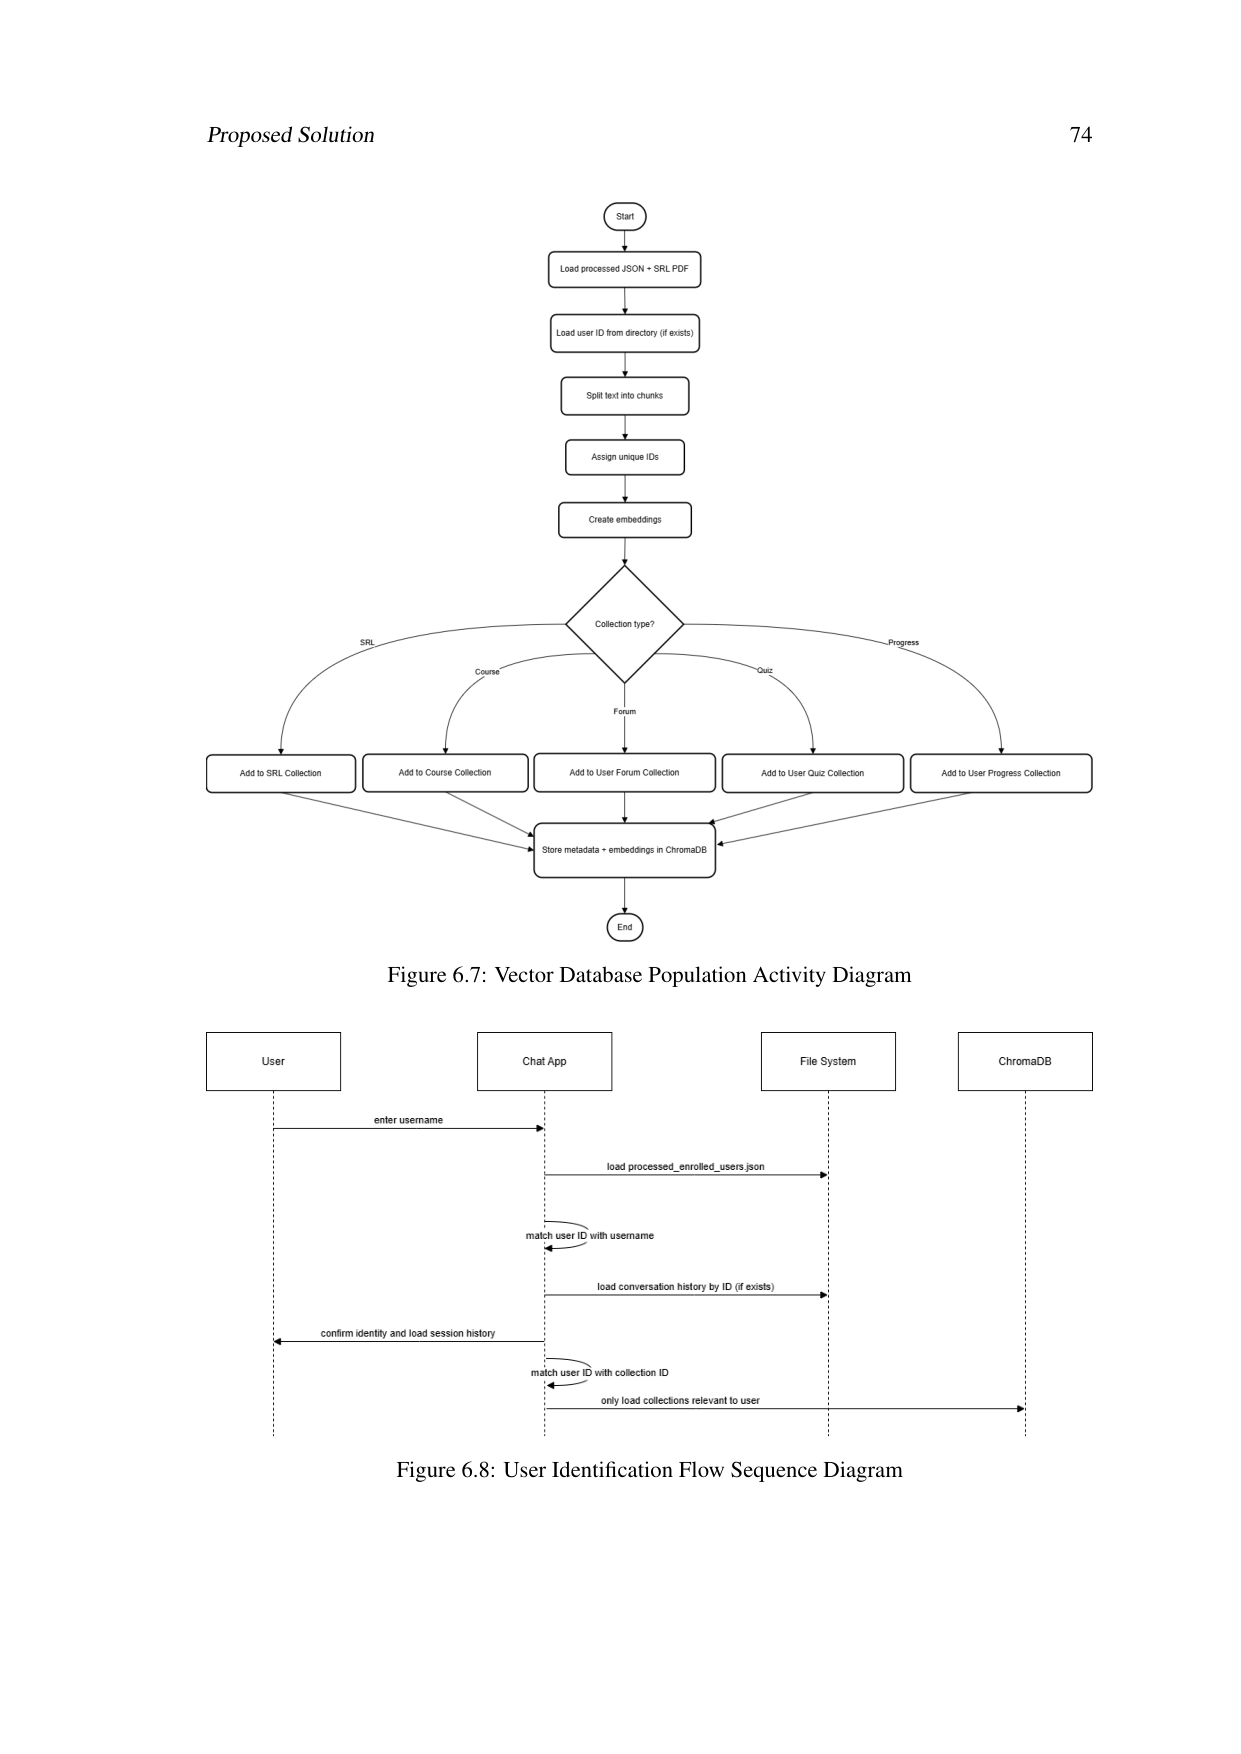 Proposed Solution 74
Start
Load processed JSON + SRL PDF
Load user ID from directory (if exists)
Split text into chunks
Assign unique IDs
Create embeddings
Collection type?
SRL
Progress
Course
Quiz
Forum
Add to SRL Collection
Add to Course Collection
Add to User Forum Collection
Add to User Quiz Collection
Add to User Progress Collection
Store metadata + embeddings in ChromaDB
End
Figure 6.7: Vector Database Population Activity Diagram
User
Chat App
File System
ChromaDB
enter username
load processed_enrolled_users.json
match user ID with username
load conversation history by ID (if exists)
confirm identity and load session history
match user ID with collection ID
only load collections relevant to user
Figure 6.8: User Identification Flow Sequence Diagram